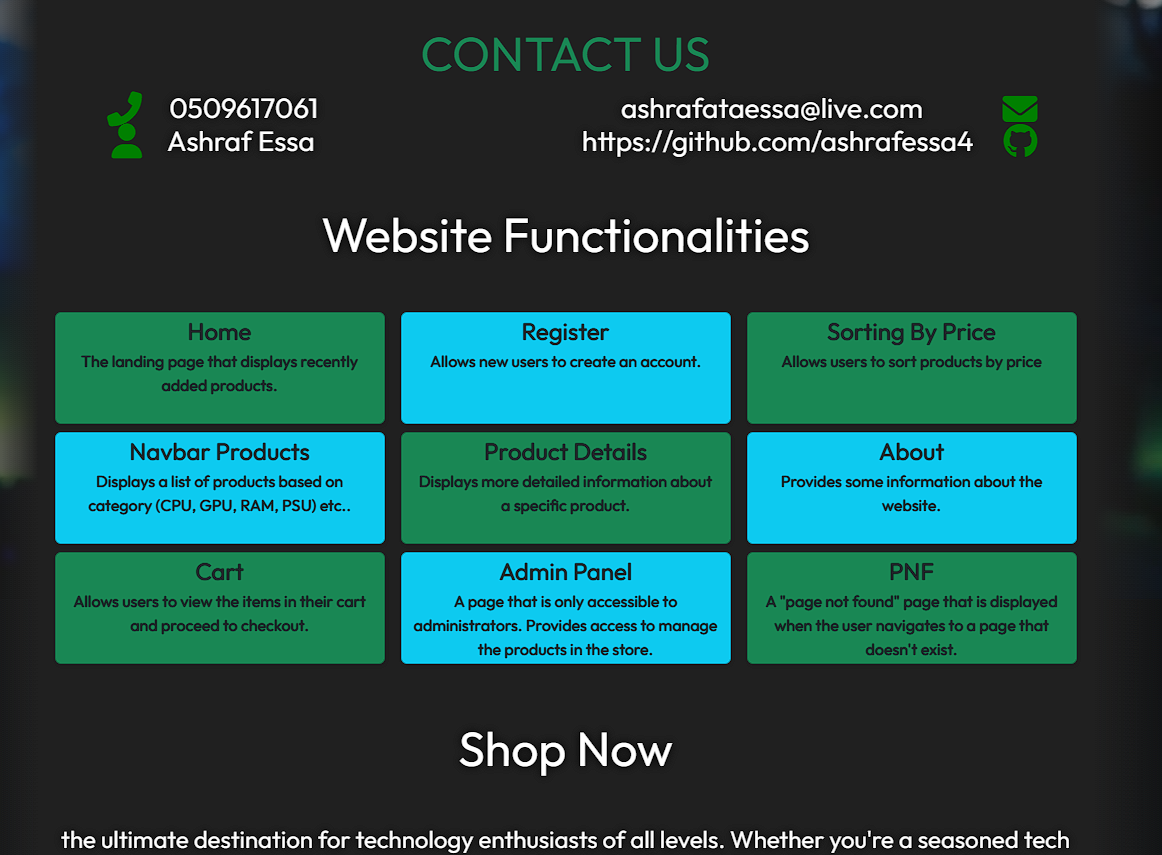 CONTACT US
0509617061
Ashraf Essa
ashrafataessa@live.com
https://github.com/ashrafessa4
Website Functionalities
Home
The landing page that displays recently
added products.
Register
Allows new users to create an account.
Sorting By Price
Allows users to sort products by price
Navbar Products
Displays a list of products based on
category (CPU, GPU, RAM, PSU) etc..
Product Details
Displays more detailed information about
a specific product.
About
Provides some information about the
website.
Cart
Allows users to view the items in their cart
and proceed to checkout.
Admin Panel
A page that is only accessible to
administrators. Provides access to manage
the products in the store.
PNF
A "page not found" page that is displayed
when the user navigates to a page that
doesn't exist.
Shop Now
the ultimate destination for technology enthusiasts of all levels. Whether you're a seasoned tech